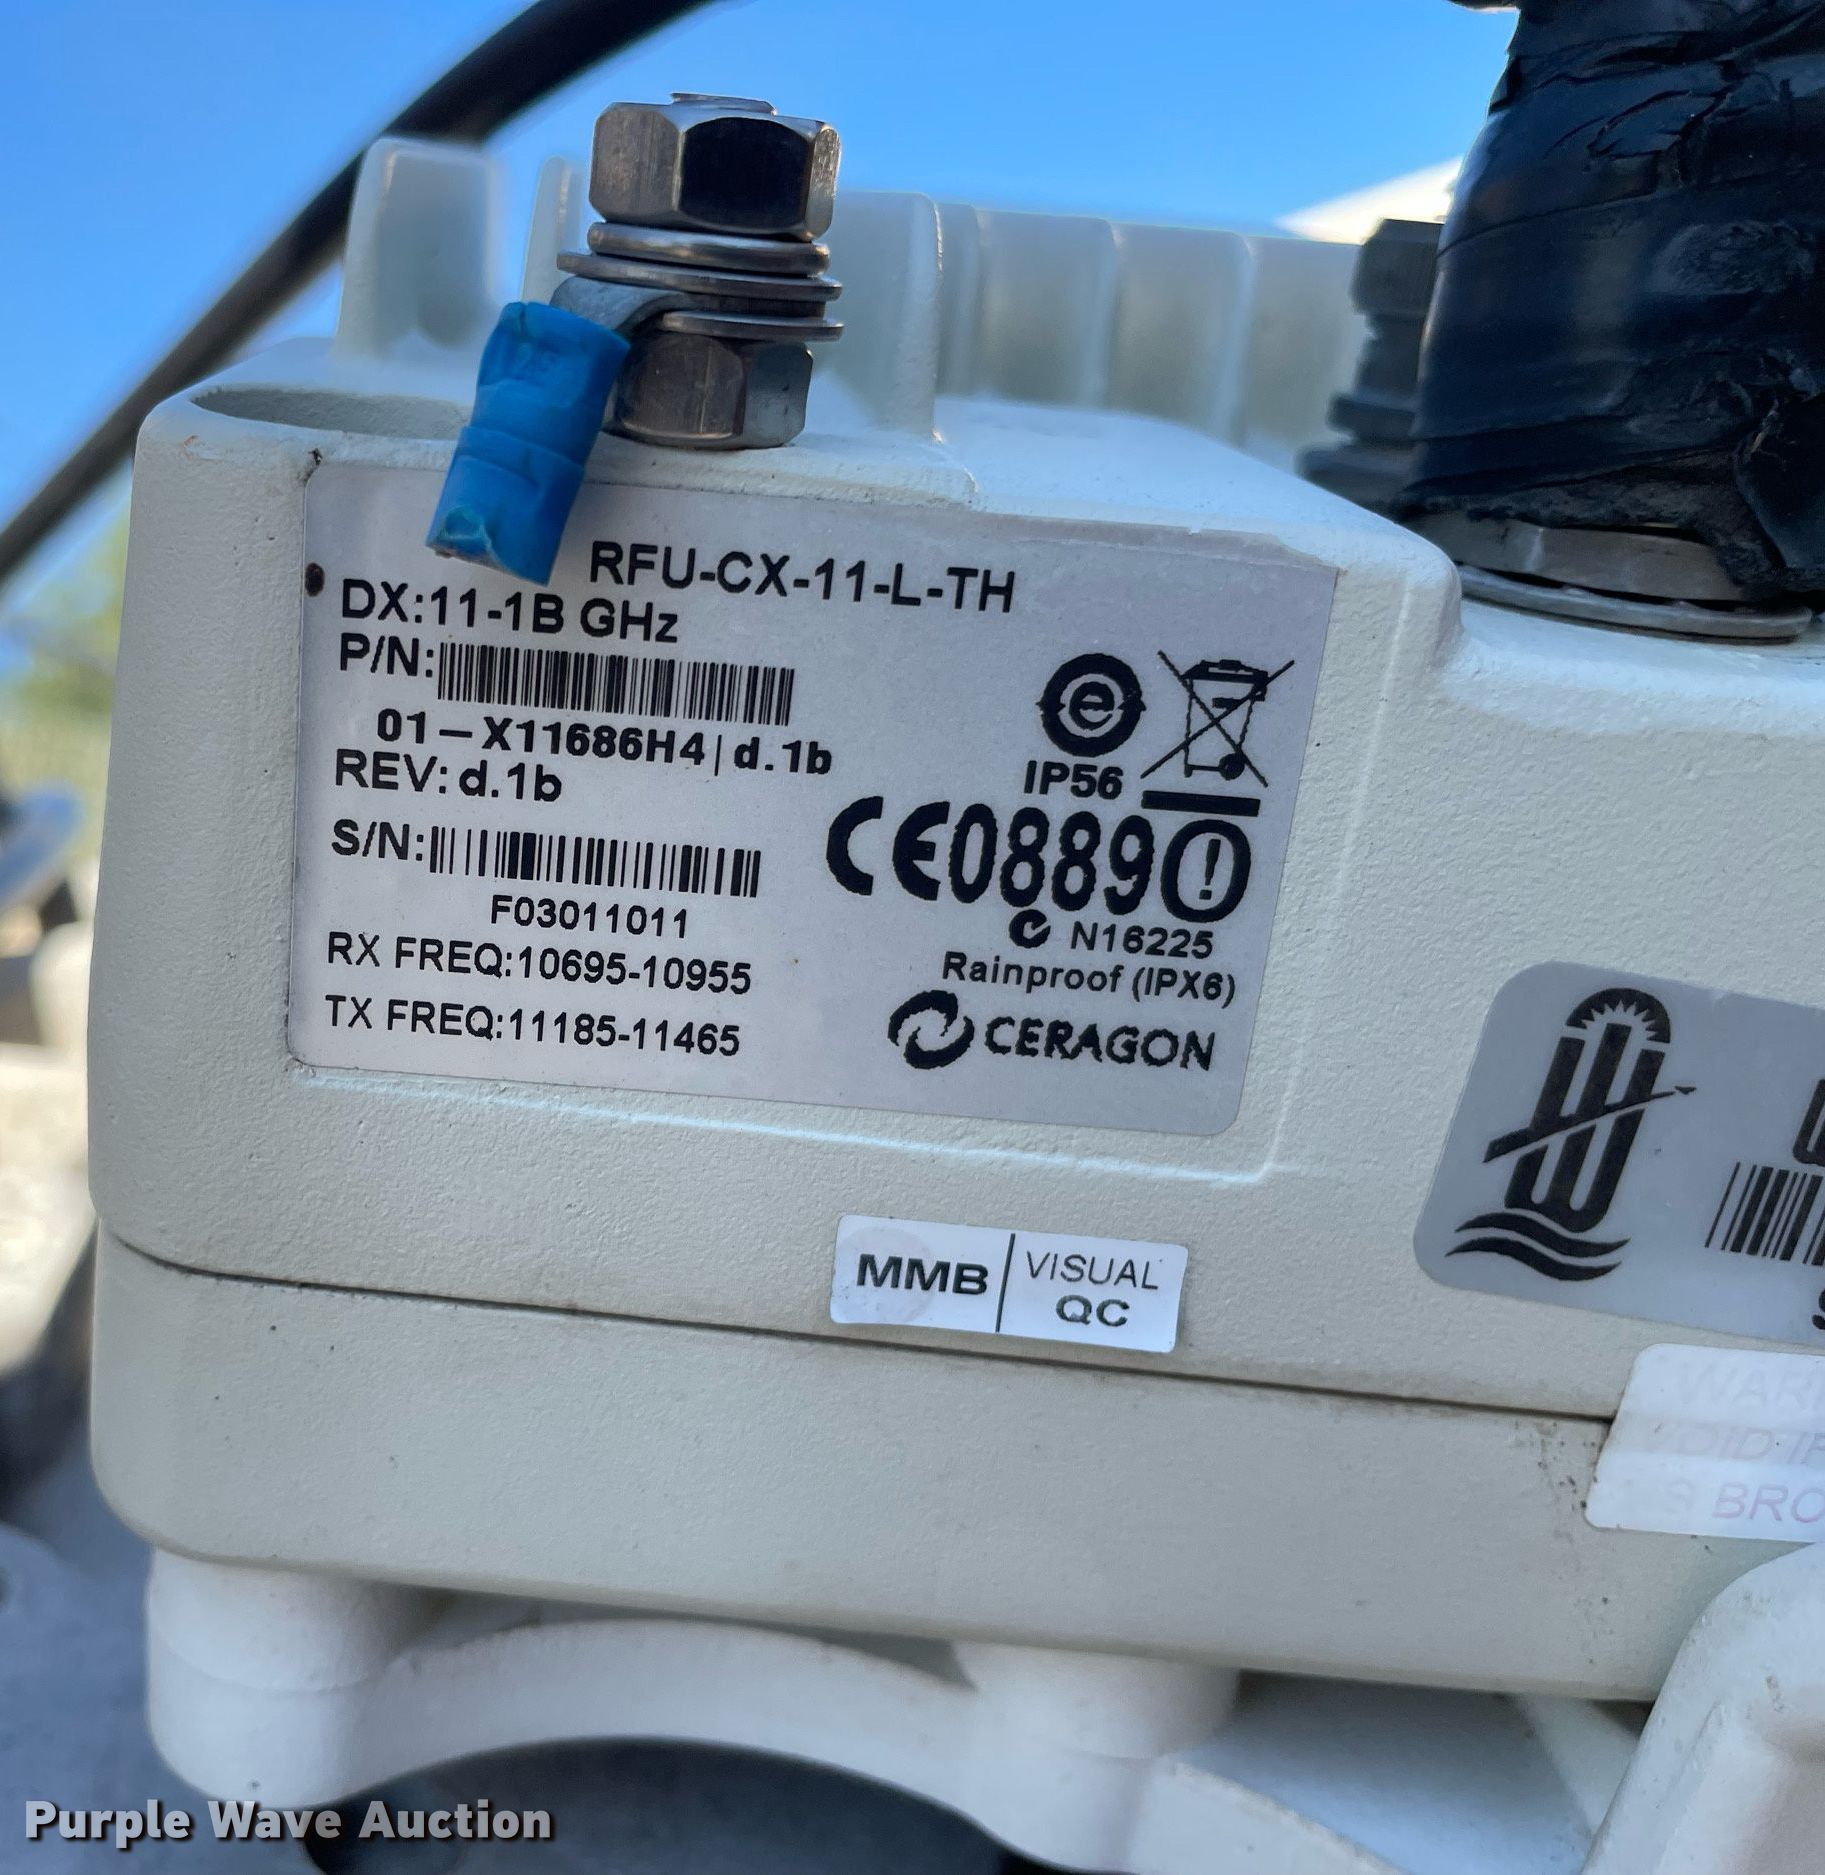 RFU-CX-11-L-TH
DX:11-1B GHz
P/N:
01-X11686H4|d.1b
REV: d.1b
S/N:
F03011011
RX FREQ:10695-10955
TX FREQ:11185-11465
IP56
CE0889
N16225
Rainproof (IPX6)
CERAGON
MMB
VISUAL
QC
Purple Wave Auction